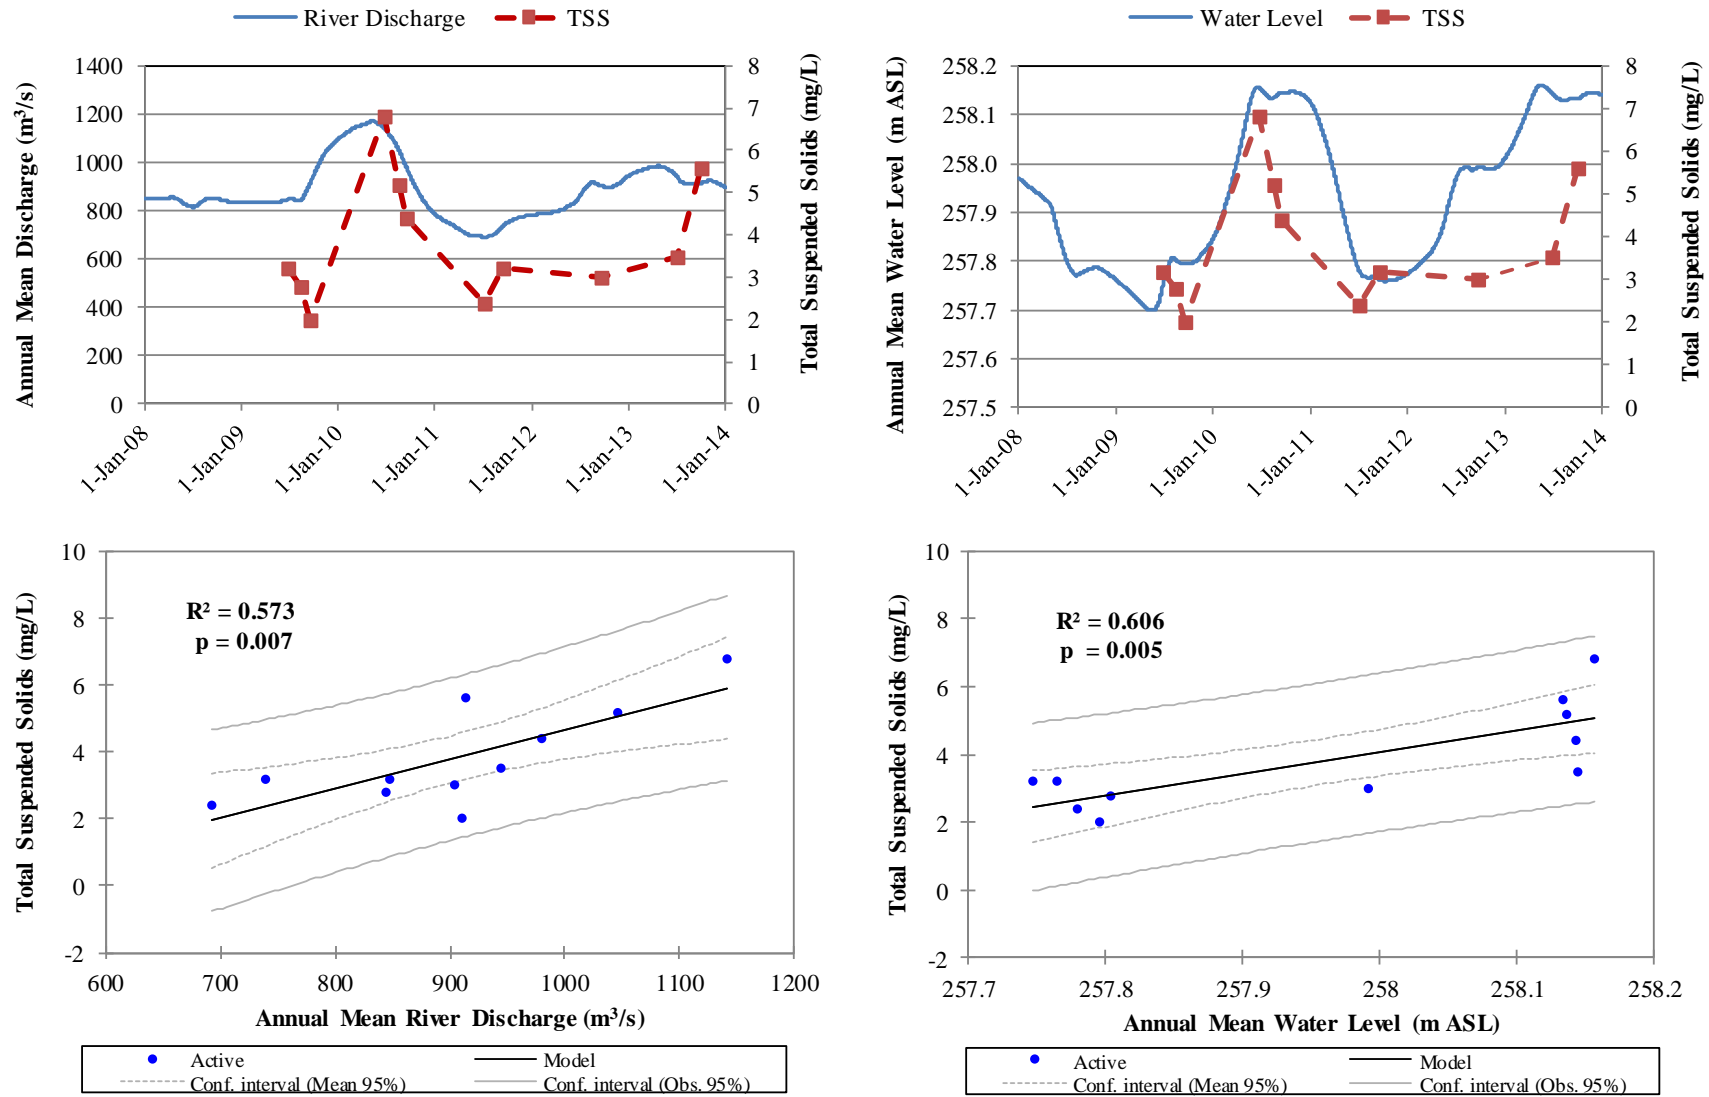 River Discharge TSS
Annual Mean Discharge (m³/s)
1400
1200
1000
800
600
400
200
0
8
7
6
5
4
3
2
1
0
Total Suspended Solids (mg/L)
1-Jan-08 1-Jan-09 1-Jan-10 1-Jan-11 1-Jan-12 1-Jan-13 1-Jan-14
Water Level TSS
Annual Mean Water Level (m ASL)
258.2
258.1
258.0
257.9
257.8
257.7
257.6
257.5
8
7
6
5
4
3
2
1
0
Total Suspended Solids (mg/L)
1-Jan-08 1-Jan-09 1-Jan-10 1-Jan-11 1-Jan-12 1-Jan-13 1-Jan-14
Total Suspended Solids (mg/L)
10
8
6
4
2
0
-2
R² = 0.573
p = 0.007
600 700 800 900 1000 1100 1200
Annual Mean River Discharge (m³/s)
Active Model
Conf. interval (Mean 95%) Conf. interval (Obs. 95%)
Total Suspended Solids (mg/L)
10
8
6
4
2
0
-2
R² = 0.606
p = 0.005
257.7 257.8 257.9 258 258.1 258.2
Annual Mean Water Level (m ASL)
Active Model
Conf. interval (Mean 95%) Conf. interval (Obs. 95%)